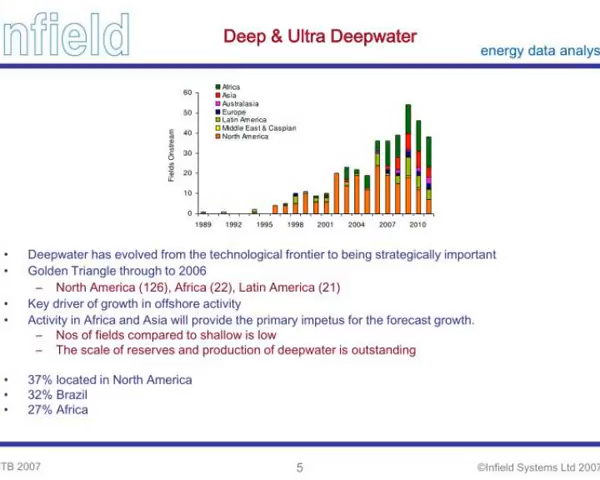 nfield
Deep & Ultra Deepwater
energy data analys
Africa
Asia
Australasia
Europe
Latin America
Middle East & Caspian
North America
Fields Onstream
60
50
40
30
20
10
0
1989 1992 1995 1998 2001 2004 2007 2010
• Deepwater has evolved from the technological frontier to being strategically important
• Golden Triangle through to 2006
– North America (126), Africa (22), Latin America (21)
• Key driver of growth in offshore activity
• Activity in Africa and Asia will provide the primary impetus for the forecast growth.
– Nos of fields compared to shallow is low
– The scale of reserves and production of deepwater is outstanding
• 37% located in North America
• 32% Brazil
• 27% Africa
TB 2007
5
©Infield Systems Ltd 2007